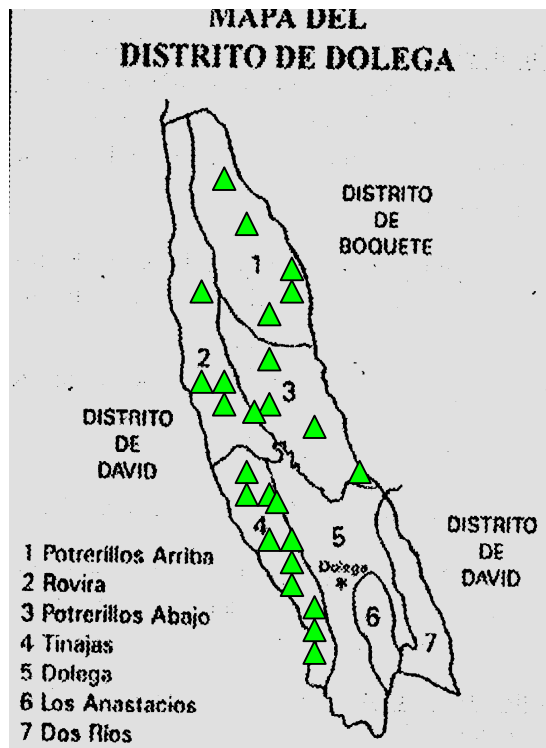 MAPA DEL
DISTRITO DE DOLEGA
DISTRITO
DE
BOQUETE
1
2
3
DISTRITO
DE
DAVID
4
5
Dolega
*
DISTRITO
DE
DAVID
6
7
1 Potrerillos Arriba
2 Rovira
3 Potrerillos Abajo
4 Tinajas
5 Dolega
6 Los Anastacios
7 Dos Ríos